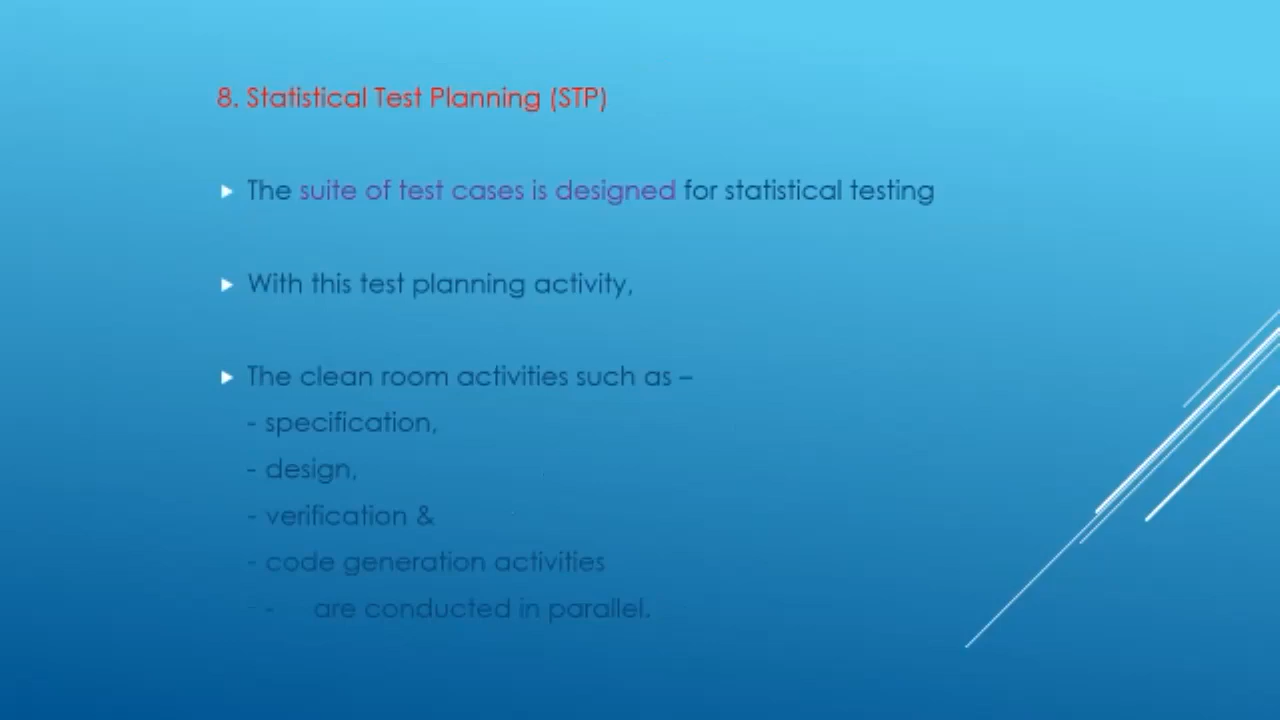 8. Statistical Test Planning (STP)
The suite of test cases is designed for statistical testing
With this test planning activity,
The clean room activities such as –
- specification,
- design,
- verification &
- code generation activities
- - are conducted in parallel.